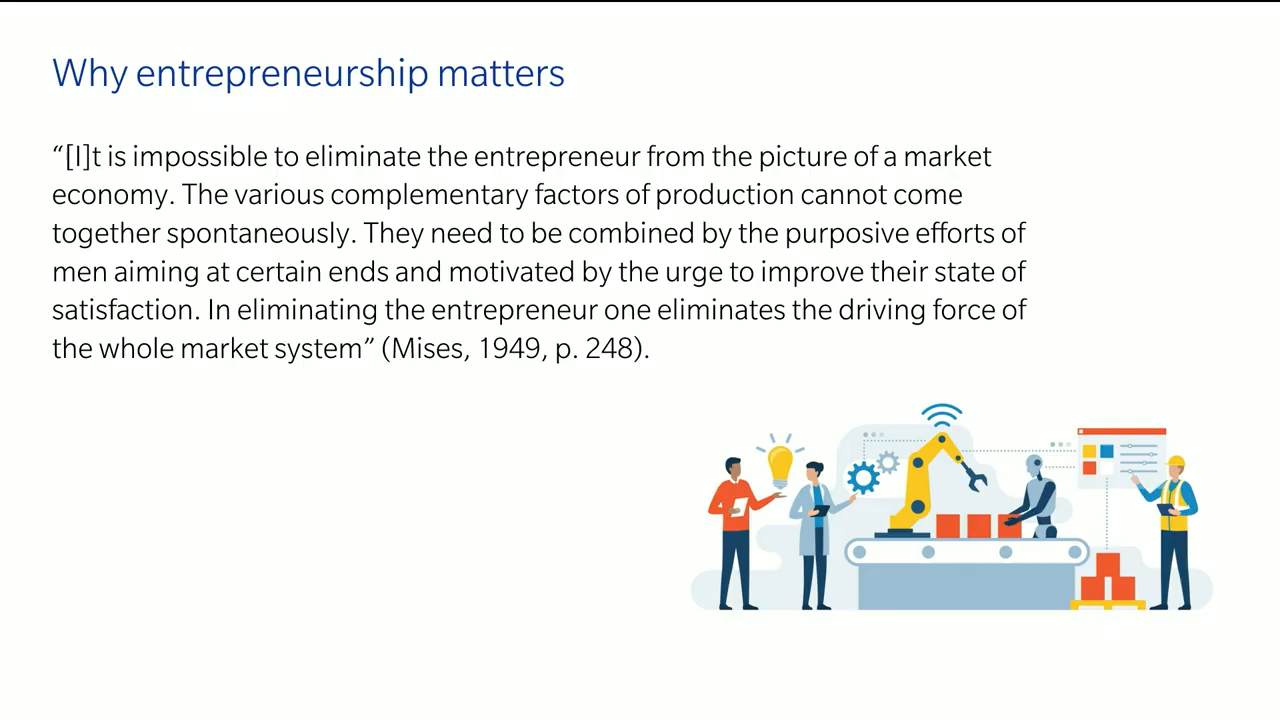 Why entrepreneurship matters
“[I]t is impossible to eliminate the entrepreneur from the picture of a market
economy. The various complementary factors of production cannot come
together spontaneously. They need to be combined by the purposive efforts of
men aiming at certain ends and motivated by the urge to improve their state of
satisfaction. In eliminating the entrepreneur one eliminates the driving force of
the whole market system” (Mises, 1949, p. 248).